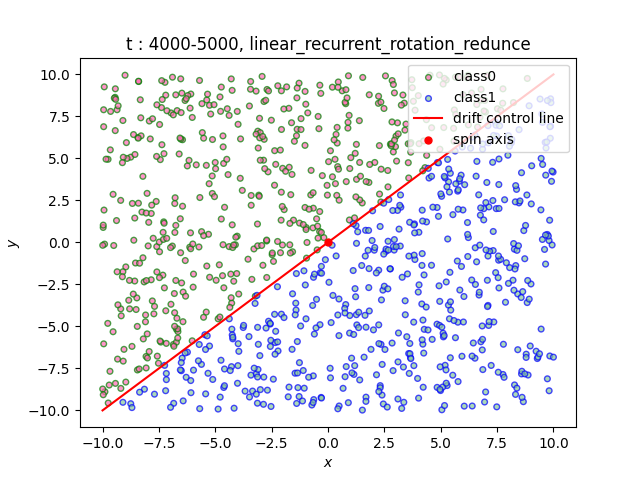 t : 4000-5000, linear_recurrent_rotation_redunce
class0
class1
drift control line
spin axis
10.0
7.5
5.0
2.5
0.0
−2.5
−5.0
−7.5
−10.0
y
−10.0 −7.5 −5.0 −2.5 0.0 2.5 5.0 7.5 10.0
x